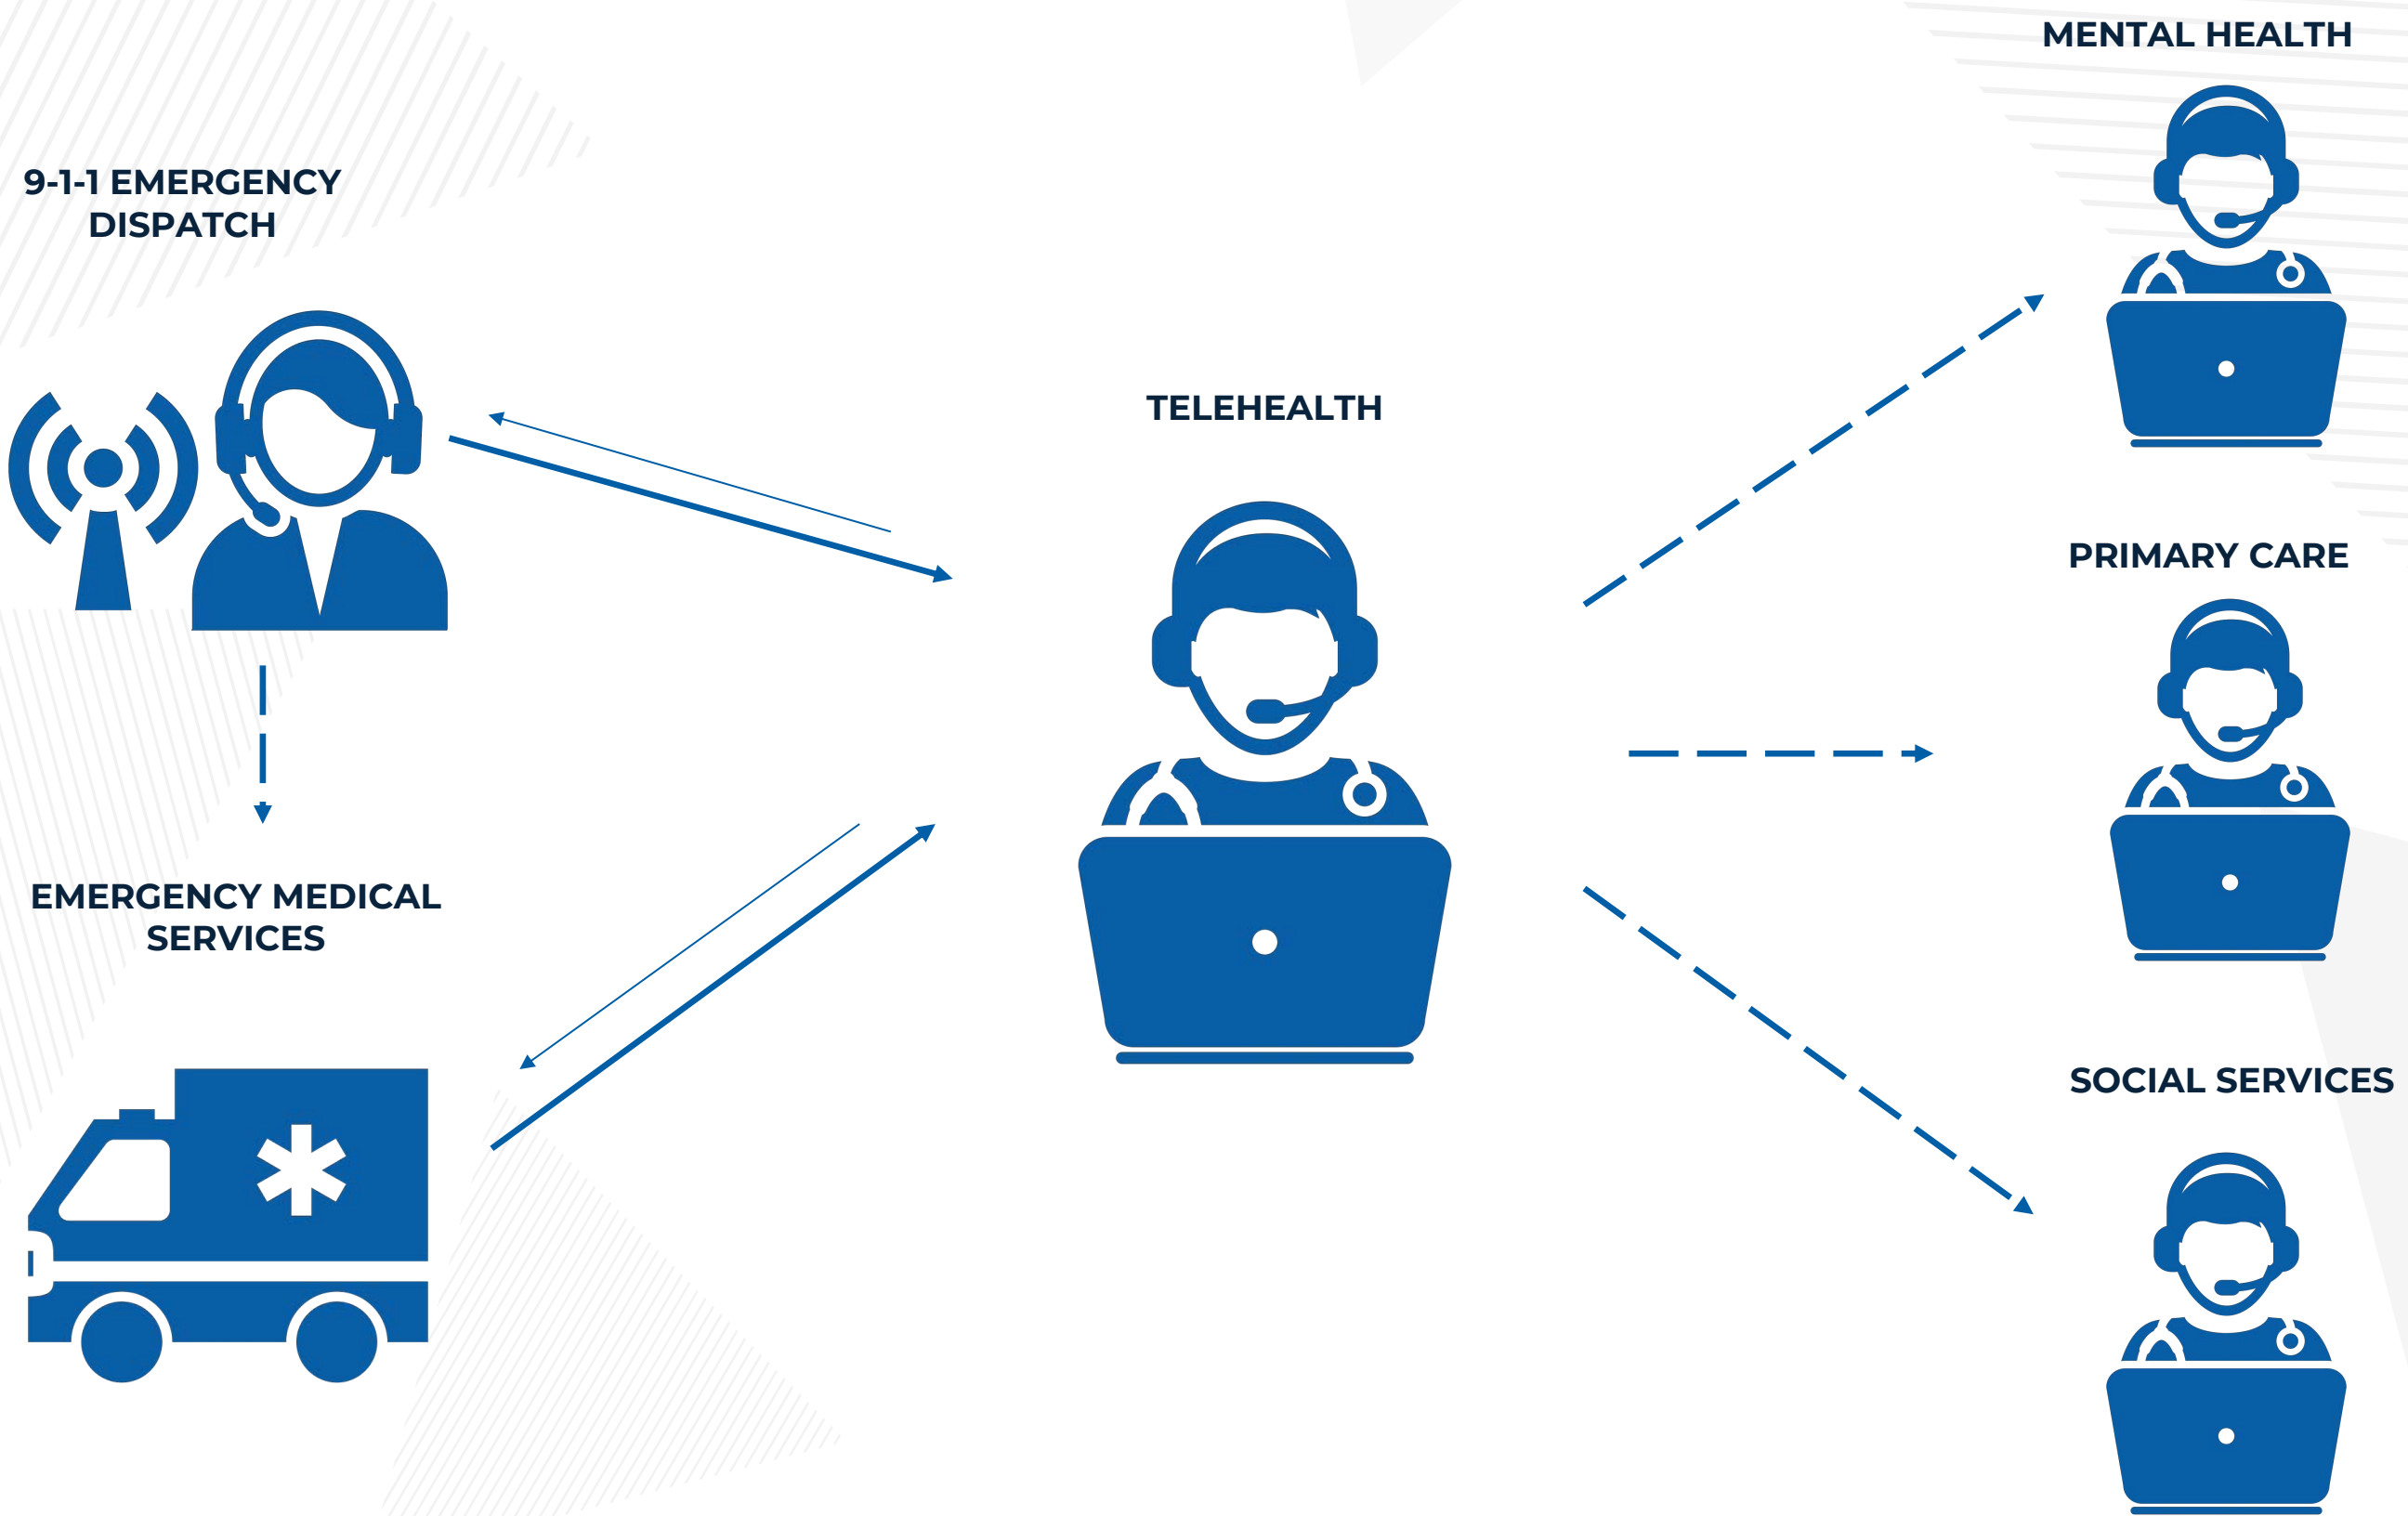 MENTAL HEALTH
9-1-1 EMERGENCY
DISPATCH
TELEHEALTH
PRIMARY CARE
EMERGENCY MEDICAL
SERVICES
SOCIAL SERVICES